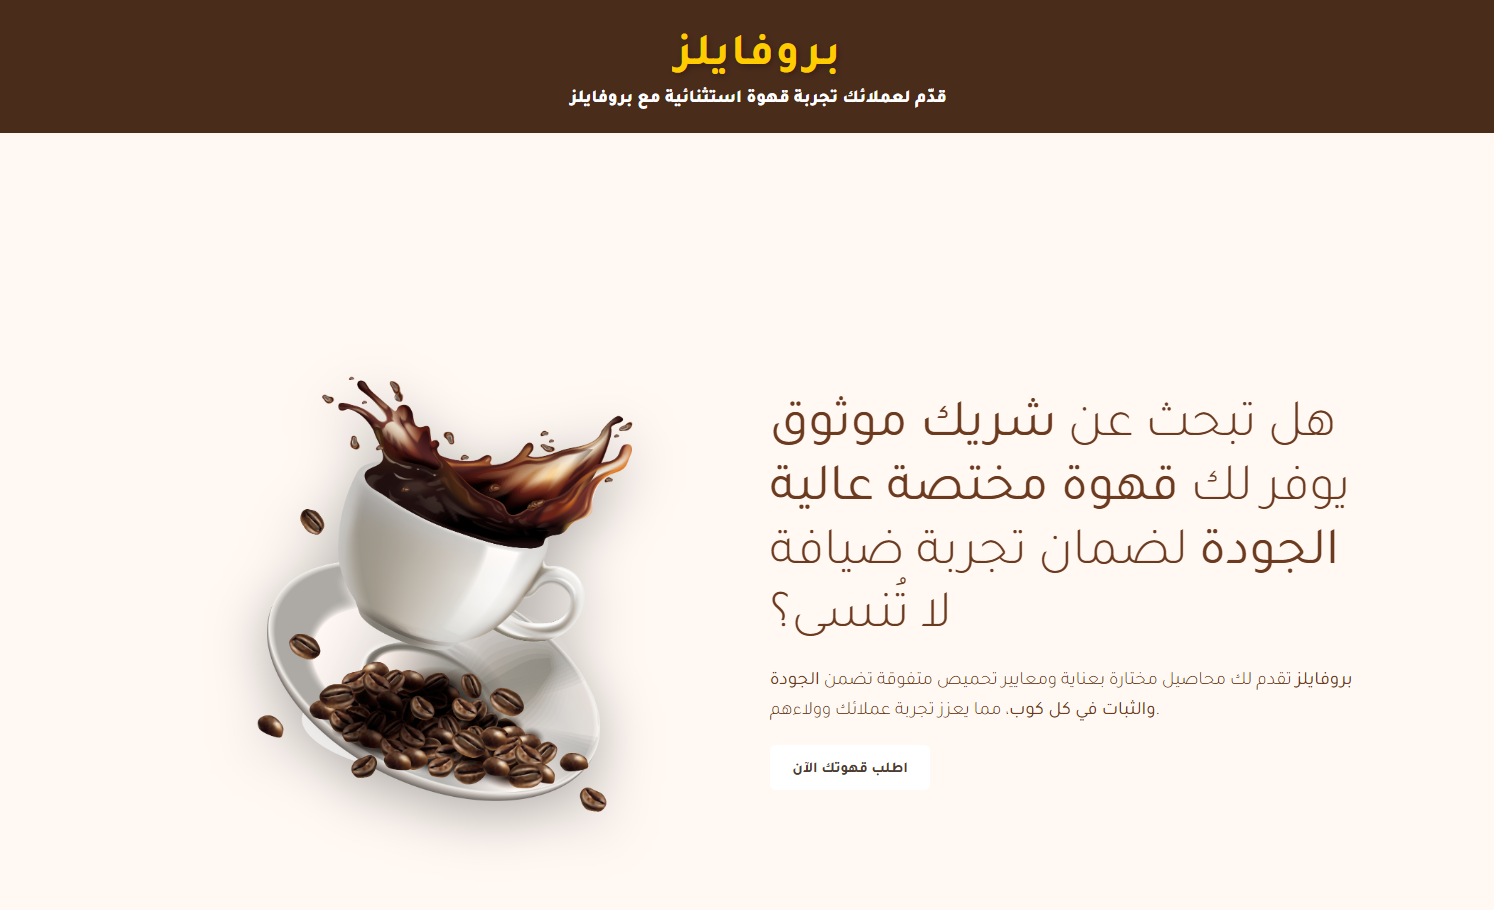 بروفايلز
قدّم لعملائك تجربة قهوة استثنائية مع بروفايلز
هل تبحث عن شريك موثوق
يوفر لك قهوة مختصة عالية
الجودة لضمان تجربة ضيافة
لا تُنسى؟
بروفايلز تقدم لك محاصيل مختارة بعناية ومعايير تحميص متفوقة تضمن الجودة
والثبات في كل كوب، مما يعزز تجربة عملائك وولاءهم.
اطلب قهوتك الآن